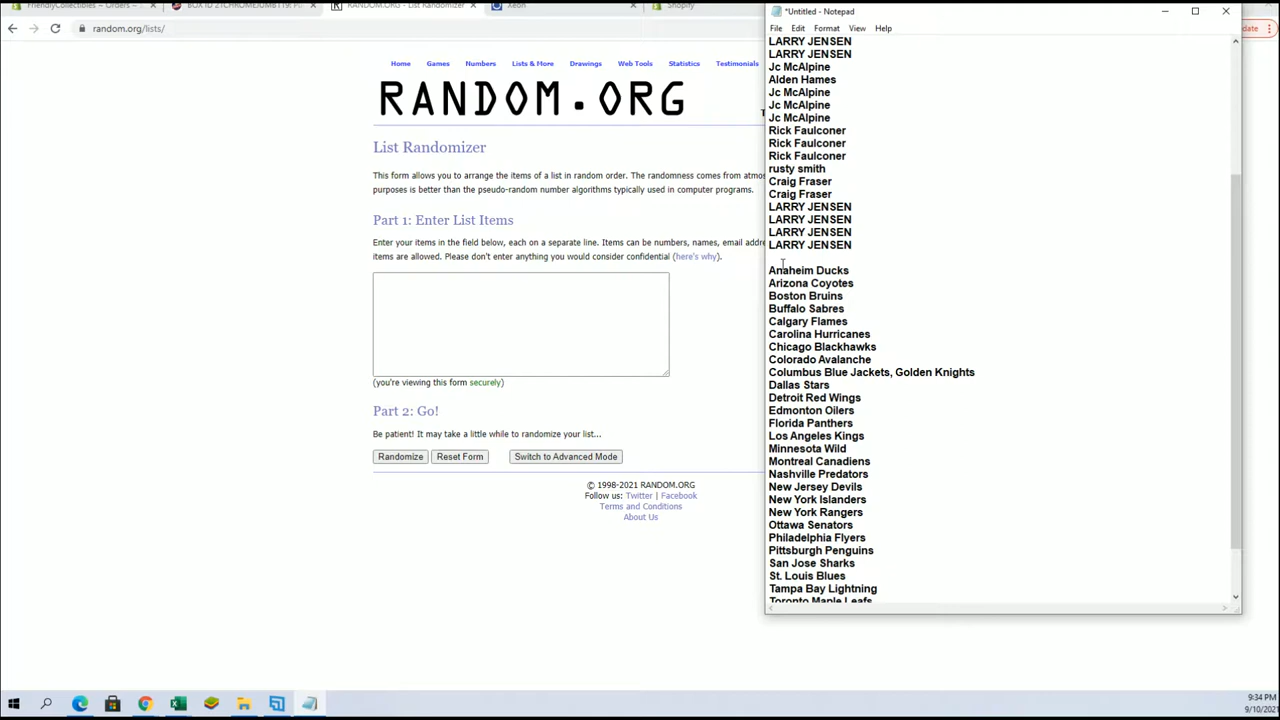 FriendlyCollectibles ~ Orders ~
RANDOM.ORG - List Randomizer
Xeon
Shopify
random.org/lists/
Home Games Numbers Lists & More Drawings Web Tools Statistics Testimonials
RANDOM.ORG
List Randomizer
This form allows you to arrange the items of a list in random order. The randomness comes from atmos
purposes is better than the pseudo-random number algorithms typically used in computer programs.
Part 1: Enter List Items
Enter your items in the field below, each on a separate line. Items can be numbers, names, email addre
items are allowed. Please don't enter anything you would consider confidential (here's why).
(you're viewing this form securely)
Part 2: Go!
Be patient! It may take a little while to randomize your list...
Randomize Reset Form Switch to Advanced Mode
© 1998-2021 RANDOM.ORG
Follow us: Twitter | Facebook
Terms and Conditions
About Us
*Untitled - Notepad
File Edit Format View Help
LARRY JENSEN
LARRY JENSEN
Jc McAlpine
Alden Hames
Jc McAlpine
Jc McAlpine
Jc McAlpine
Rick Faulconer
Rick Faulconer
Rick Faulconer
rusty smith
Craig Fraser
Craig Fraser
LARRY JENSEN
LARRY JENSEN
LARRY JENSEN
LARRY JENSEN
Anaheim Ducks
Arizona Coyotes
Boston Bruins
Buffalo Sabres
Calgary Flames
Carolina Hurricanes
Chicago Blackhawks
Colorado Avalanche
Columbus Blue Jackets, Golden Knights
Dallas Stars
Detroit Red Wings
Edmonton Oilers
Florida Panthers
Los Angeles Kings
Minnesota Wild
Montreal Canadiens
Nashville Predators
New Jersey Devils
New York Islanders
New York Rangers
Ottawa Senators
Philadelphia Flyers
Pittsburgh Penguins
San Jose Sharks
St. Louis Blues
Tampa Bay Lightning
Toronto Maple Leafs
date
9:34 PM
9/10/2021